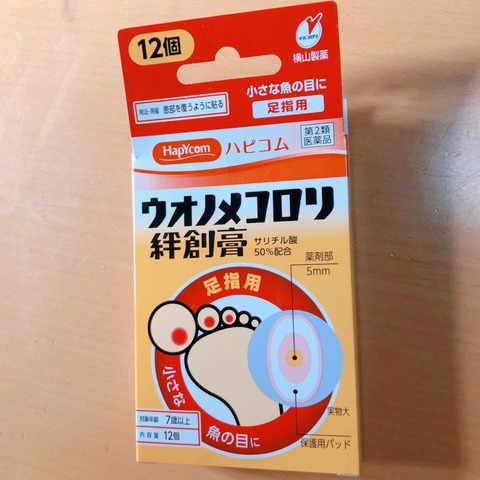 12個
横山製薬
小さな魚の目に
足指用
用法・用量 患部を覆うように貼る
HapYcom ハピコム
第2類
医薬品
ウオノメコロリ
絆創膏
サリチル酸
50%配合
薬剤部
5mm
足指用
小さな
魚の目に
実物大
保護用パッド
対象年齢 7歳以上
内容量 12個